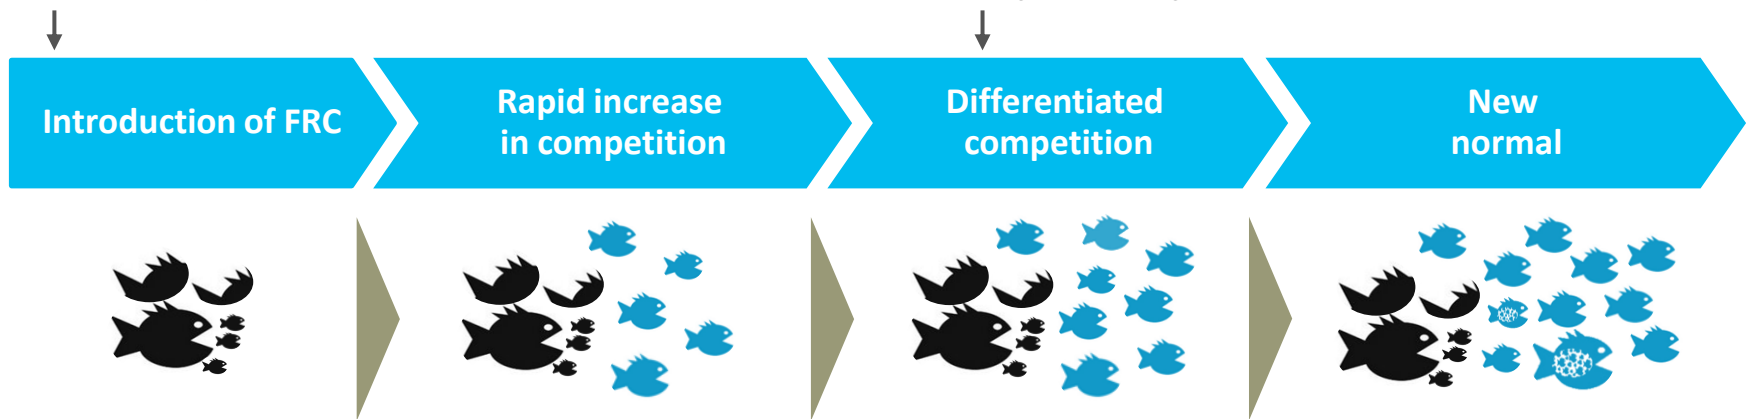 Introduction of FRC
Rapid increase
in competition
Differentiated
competition
New
normal